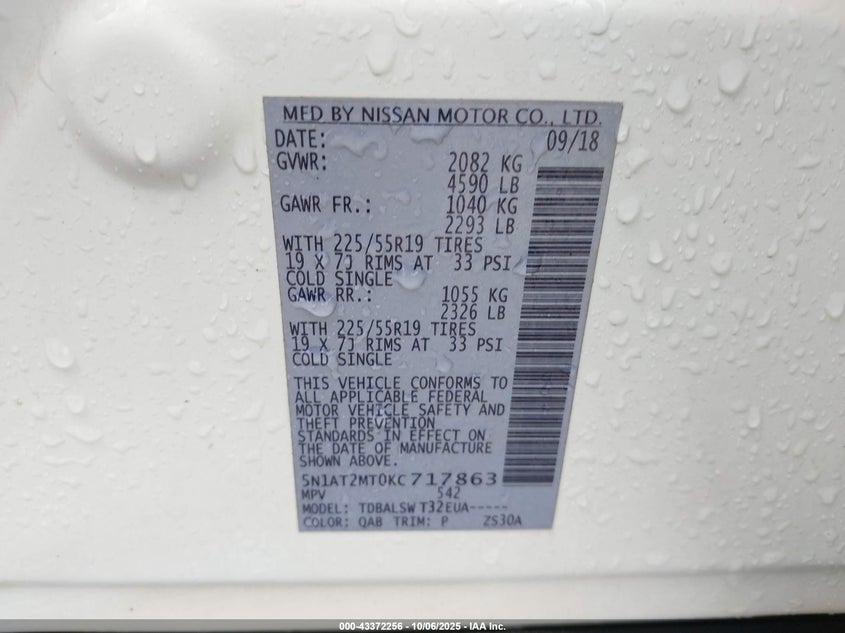 MFD BY NISSAN MOTOR CO., LTD.
DATE: 09/18
GVWR: 2082 KG
4590 LB
GAWR FR.: 1040 KG
2293 LB
WITH 225/55R19 TIRES
19 X 7J RIMS AT 33 PSI
COLD SINGLE
GAWR RR.: 1055 KG
2326 LB
WITH 225/55R19 TIRES
19 X 7J RIMS AT 33 PSI
COLD SINGLE
THIS VEHICLE CONFORMS TO
ALL APPLICABLE FEDERAL
MOTOR VEHICLE SAFETY AND
THEFT PREVENTION
STANDARDS IN EFFECT ON
THE DATE OF MANUFACTURE
SHOWN ABOVE.
5N1AT2MT0KC717863
MPV 542
MODEL: TDBALSW T32EUA-----
COLOR: QAB TRIM: P ZS30A
000-43372256 - 10/06/2025 - IAA Inc.